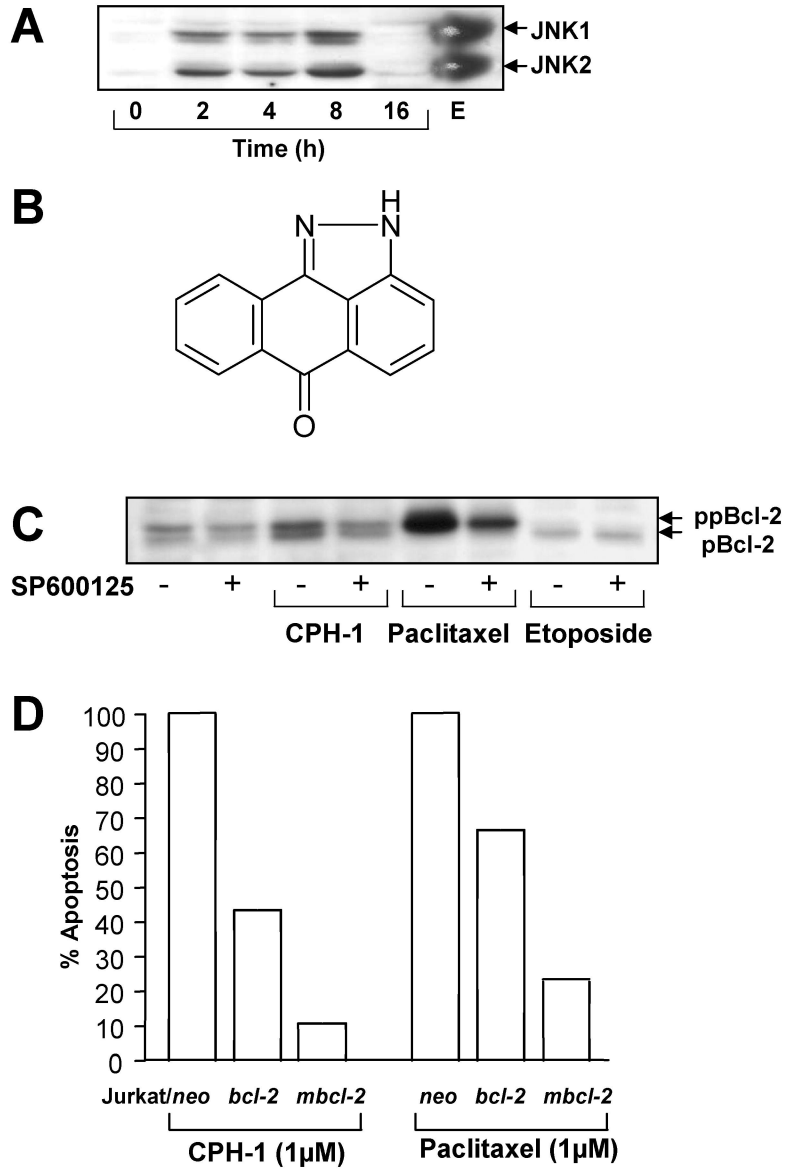 A
JNK1
JNK2
0 2 4 8 16 E
Time (h)
B
H
N N
O
C
ppBcl-2
pBcl-2
SP600125 - + - + - + - +
CPH-1 Paclitaxel Etoposide
D
100
90
80
70
60
50
40
30
20
10
0
% Apoptosis
Jurkat/neo bcl-2 mbcl-2 neo bcl-2 mbcl-2
CPH-1 (1µM) Paclitaxel (1µM)